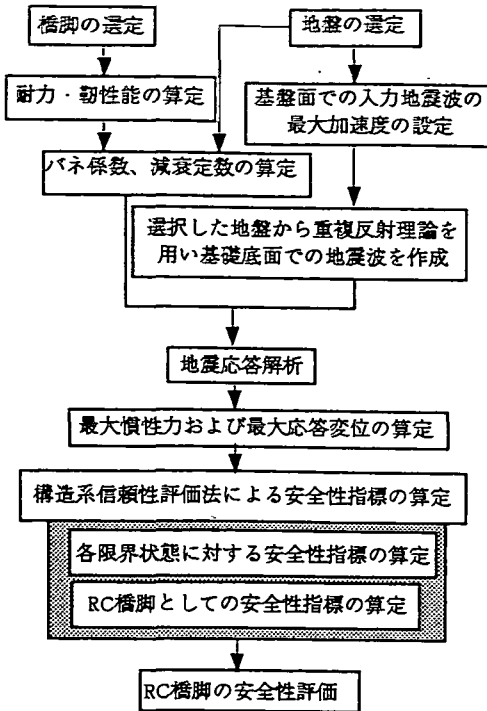 橋脚の選定
地盤の選定
耐力・靭性能の算定
基盤面での入力地震波の
最大加速度の設定
バネ係数、減衰定数の算定
選択した地盤から重複反射理論を
用い基礎底面での地震波を作成
地震応答解析
最大慣性力および最大応答変位の算定
構造系信頼性評価法による安全性指標の算定
各限界状態に対する安全性指標の算定
RC橋脚としての安全性指標の算定
RC橋脚の安全性評価